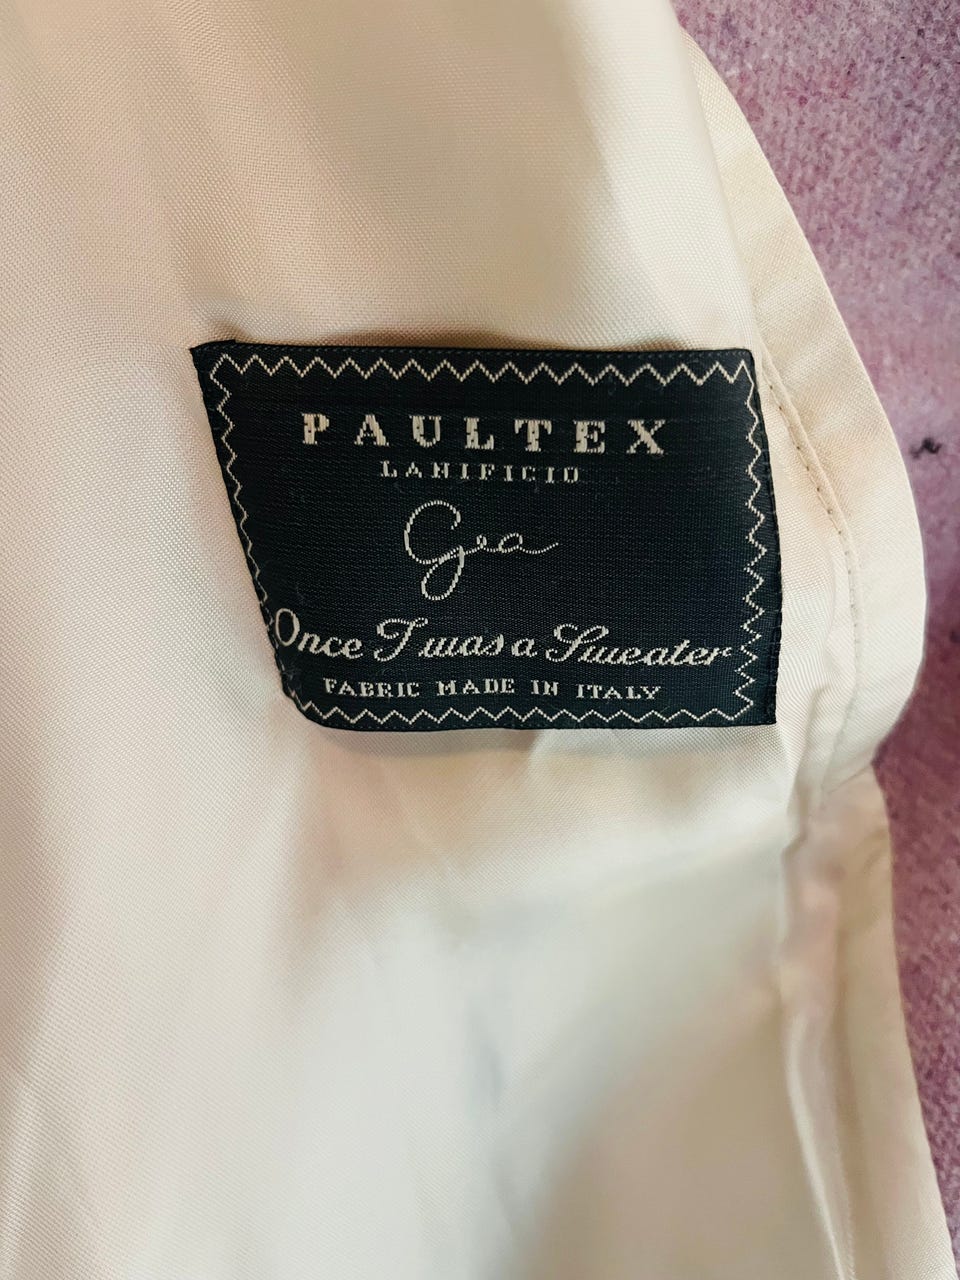 PAULTEX
LANIFICIO
Gea
Once I was a Sweater
FABRIC MADE IN ITALY